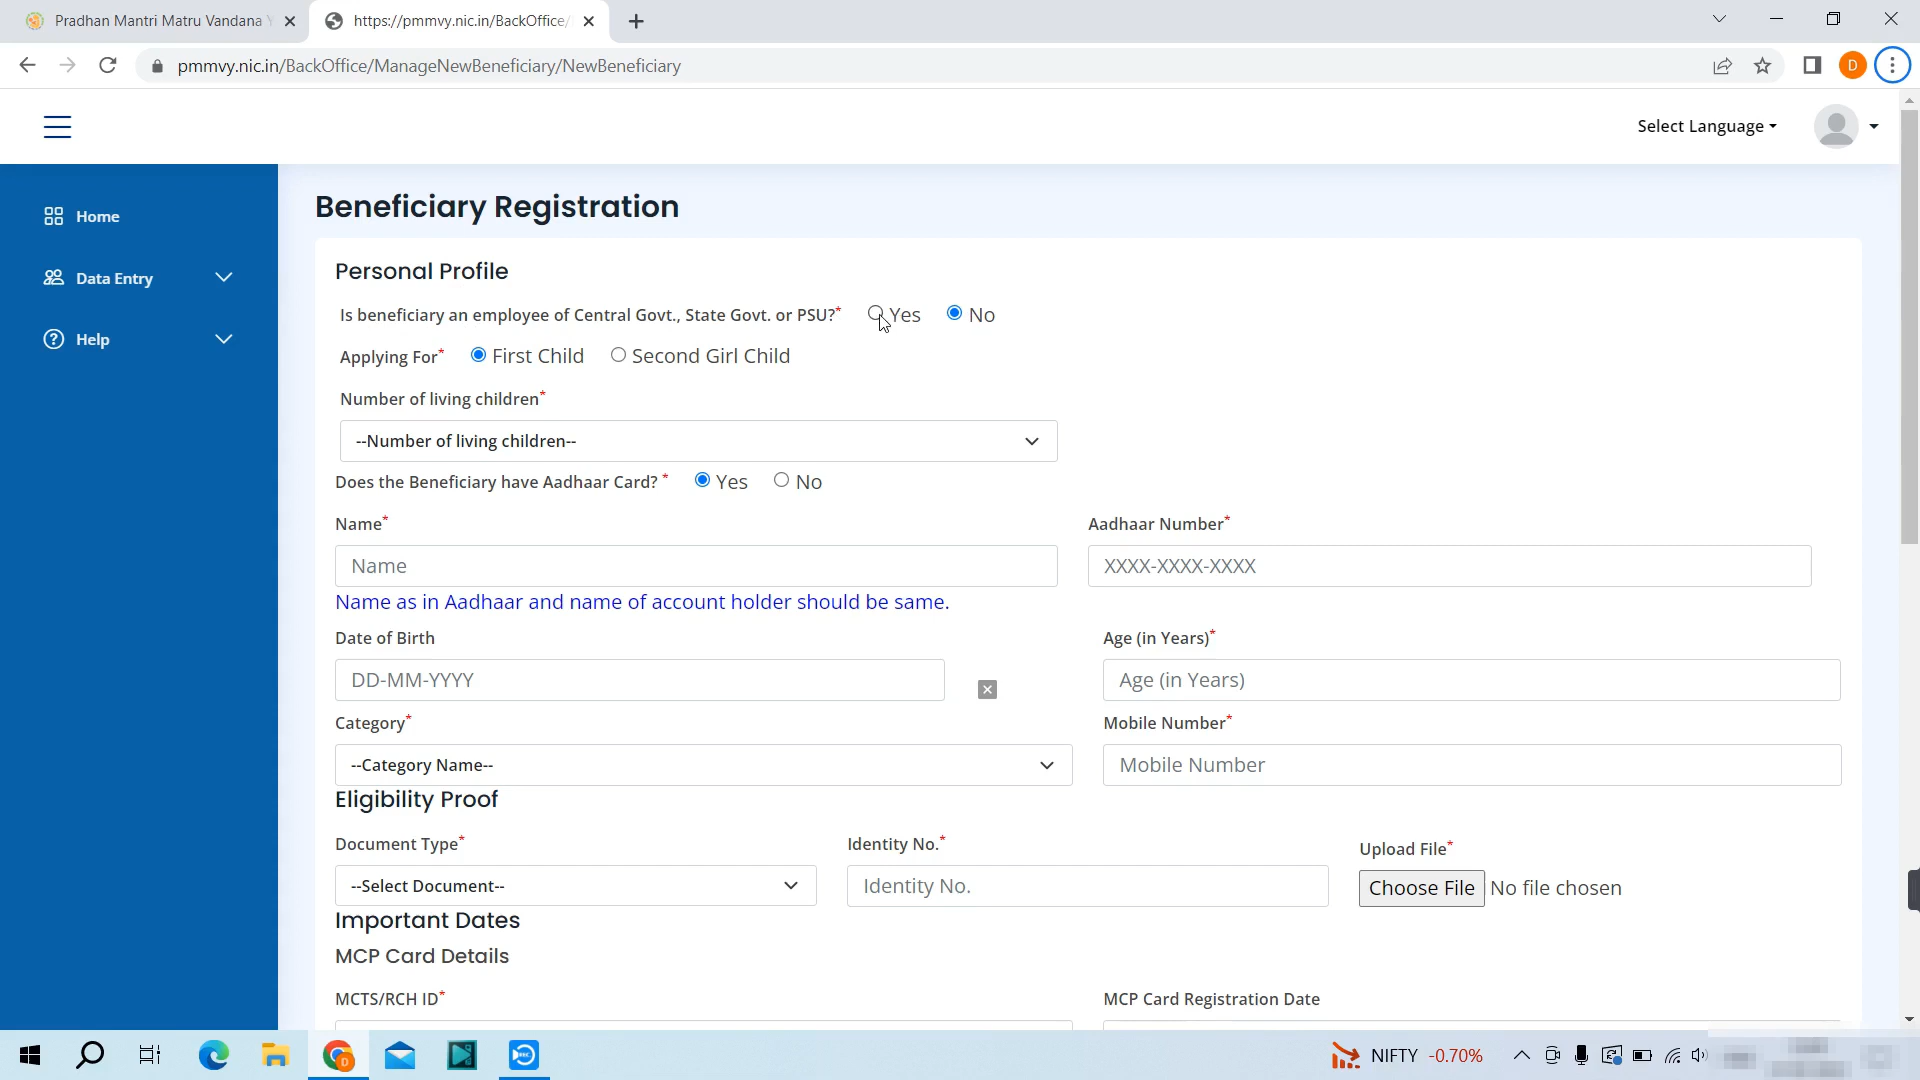 Pradhan Mantri Matru Vandana Y
https://pmmvy.nic.in/BackOffice/
pmmvy.nic.in/BackOffice/ManageNewBeneficiary/NewBeneficiary
D
Select Language
Home
Data Entry
Help
Beneficiary Registration
Personal Profile
Is beneficiary an employee of Central Govt., State Govt. or PSU?* Yes No
Applying For* First Child Second Girl Child
Number of living children*
--Number of living children--
Does the Beneficiary have Aadhaar Card? * Yes No
Name* Aadhaar Number*
Name XXXX-XXXX-XXXX
Name as in Aadhaar and name of account holder should be same.
Date of Birth Age (in Years)*
DD-MM-YYYY Age (in Years)
Category* Mobile Number*
--Category Name-- Mobile Number
Eligibility Proof
Document Type* Identity No.* Upload File*
--Select Document-- Identity No. Choose File No file chosen
Important Dates
MCP Card Details
MCTS/RCH ID* MCP Card Registration Date
NIFTY -0.70%